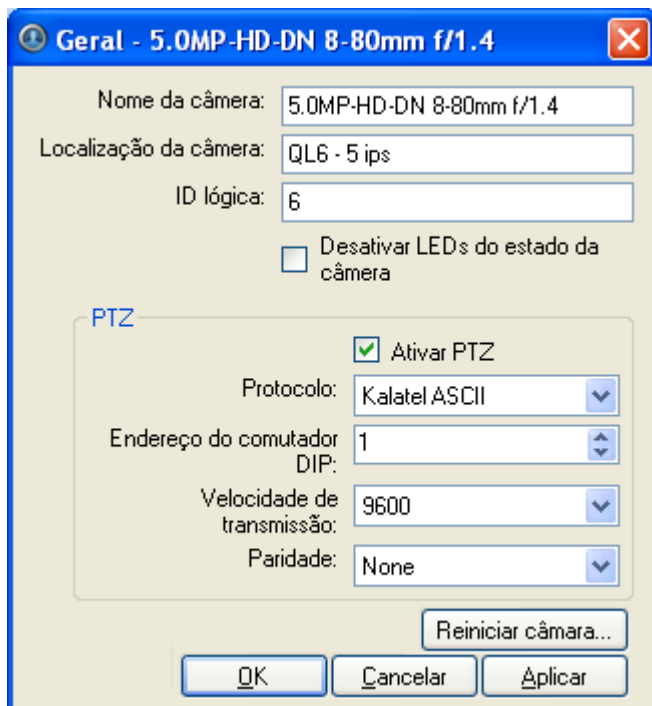 Geral - 5.0MP-HD-DN 8-80mm f/1.4
Nome da câmera: 5.0MP-HD-DN 8-80mm f/1.4
Localização da câmera: QL6 - 5 ips
ID lógica: 6
Desativar LEDs do estado da
câmera
PTZ
Ativar PTZ
Protocolo: Kalatel ASCII
Endereço do comutador
DIP: 1
Velocidade de
transmissão: 9600
Paridade: None
Reiniciar câmara...
OK Cancelar Aplicar